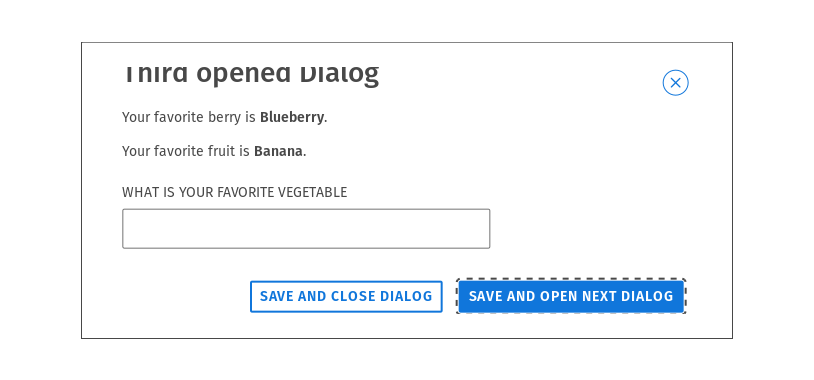 Third opened Dialog
Your favorite berry is Blueberry.
Your favorite fruit is Banana.
WHAT IS YOUR FAVORITE VEGETABLE
SAVE AND CLOSE DIALOG
SAVE AND OPEN NEXT DIALOG